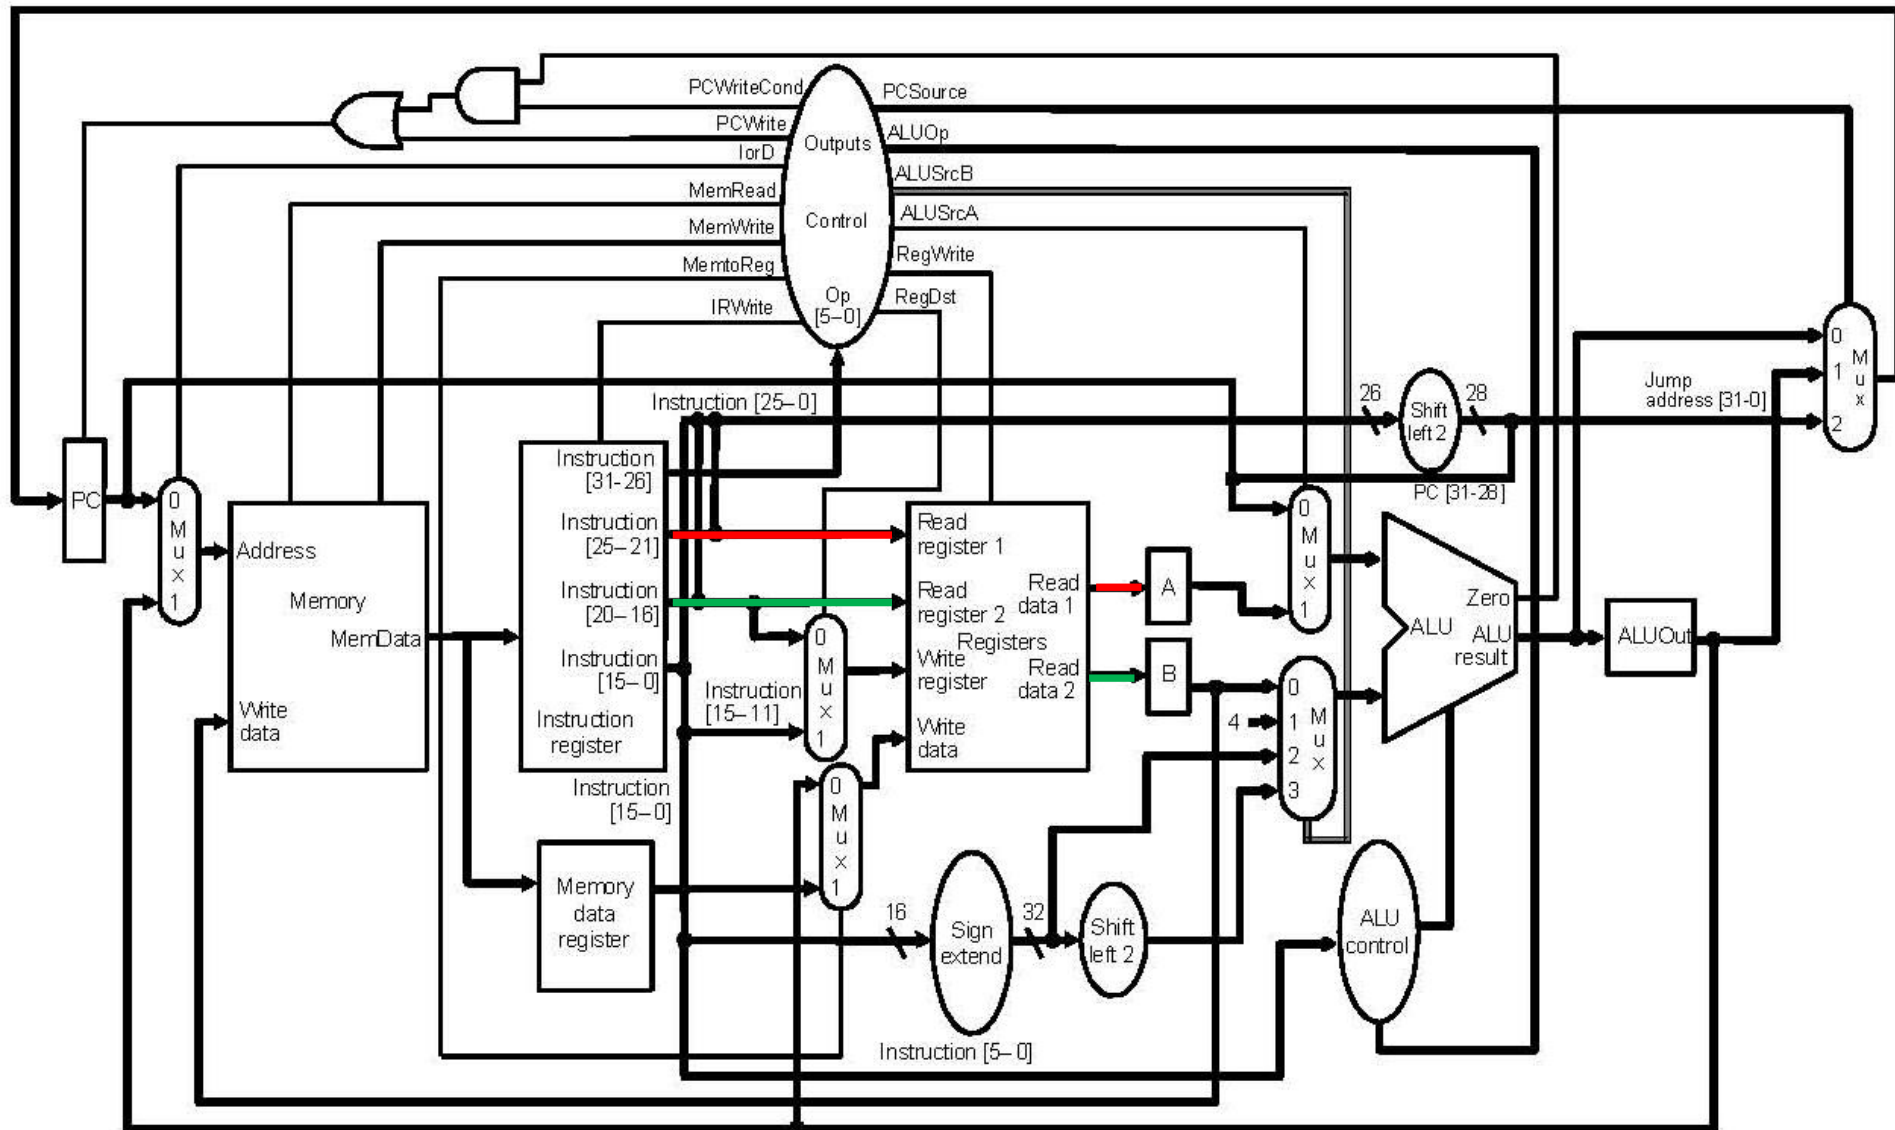 PCWriteCond
PCSource
PCWrite
ALUOp
IorD
Outputs
MemRead
ALUSrcB
MemWrite
Control
ALUSrcA
MemtoReg
RegWrite
IRWrite
Op
[5–0]
RegDst
Instruction [25–0]
26
Shift
left 2
28
Jump
address [31-0]
0
1
2
M
u
x
PC [31-28]
PC
0
M
u
x
1
Address
Memory
MemData
Write
data
Instruction
[31-26]
Instruction
[25–21]
Instruction
[20–16]
Instruction
[15–0]
Instruction
register
Instruction
[15–0]
Instruction
[15–11]
0
M
u
x
1
0
M
u
x
1
Memory
data
register
Read
register 1
Read
register 2
Registers
Write
register
Write
data
Read
data 1
Read
data 2
A
B
4
0
M
u
x
1
0
1
2
3
M
u
x
Zero
ALU
ALU
result
ALUOut
16
Sign
extend
32
Shift
left 2
ALU
control
Instruction [5–0]